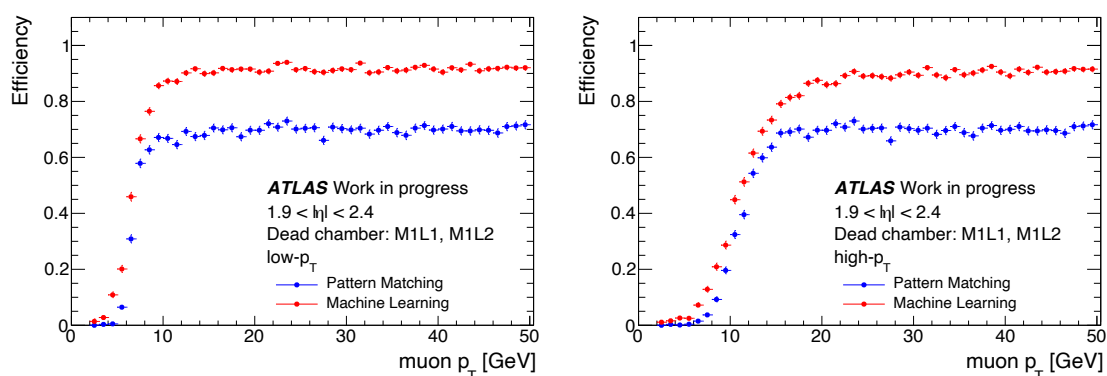 Efficiency
1
0.8
0.6
0.4
0.2
0
ATLAS Work in progress
1.9 < |η| < 2.4
Dead chamber: M1L1, M1L2
low-p_T
Pattern Matching
Machine Learning
0 10 20 30 40 50
muon p_T [GeV]
Efficiency
1
0.8
0.6
0.4
0.2
0
ATLAS Work in progress
1.9 < |η| < 2.4
Dead chamber: M1L1, M1L2
high-p_T
Pattern Matching
Machine Learning
0 10 20 30 40 50
muon p_T [GeV]